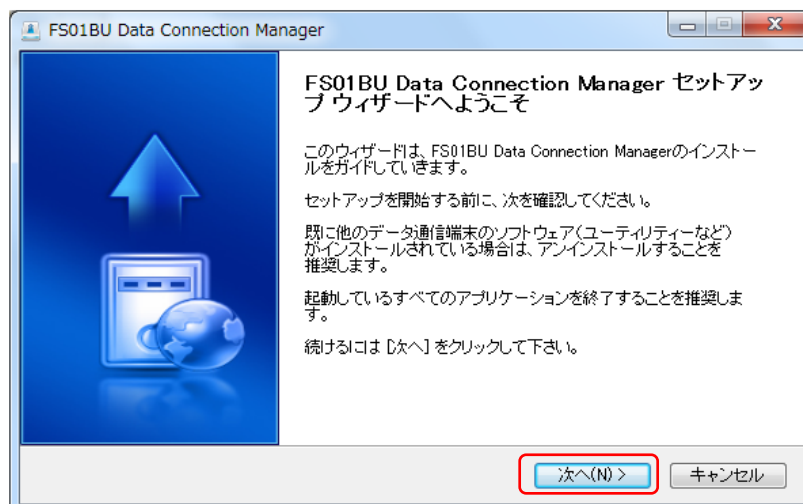 FS01BU Data Connection Manager
FS01BU Data Connection Manager セットアッ
プ ウィザードへようこそ
このウィザードは、FS01BU Data Connection Managerのインストー
ルをガイドしていきます。
セットアップを開始する前に、次を確認してください。
既に他のデータ通信端末のソフトウェア(ユーティリティーなど)
がインストールされている場合は、アンインストールすることを
推奨します。
起動しているすべてのアプリケーションを終了することを推奨しま
す。
続けるには [次へ] をクリックして下さい。
次へ(N) >
キャンセル